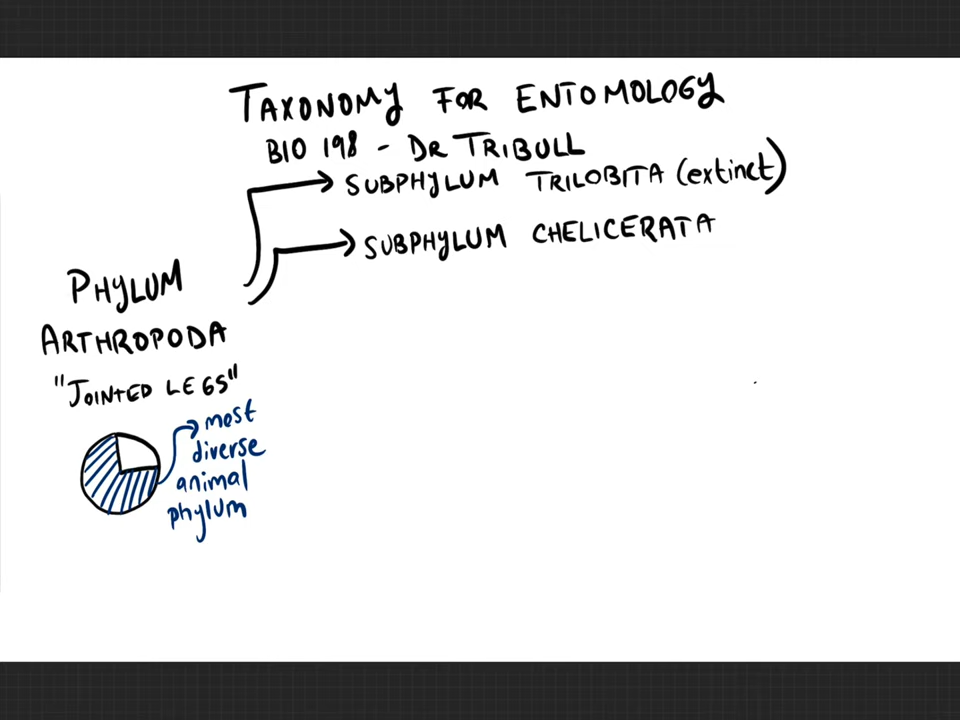 TAXONOMY FOR ENTOMOLOGY
BIO 198 - DR TRIBULL
SUBPHYLUM TRILOBITA (extinct)
SUBPHYLUM CHELICERATA
PHYLUM
ARTHROPODA
"JOINTED LEGS"
most
diverse
animal
phylum